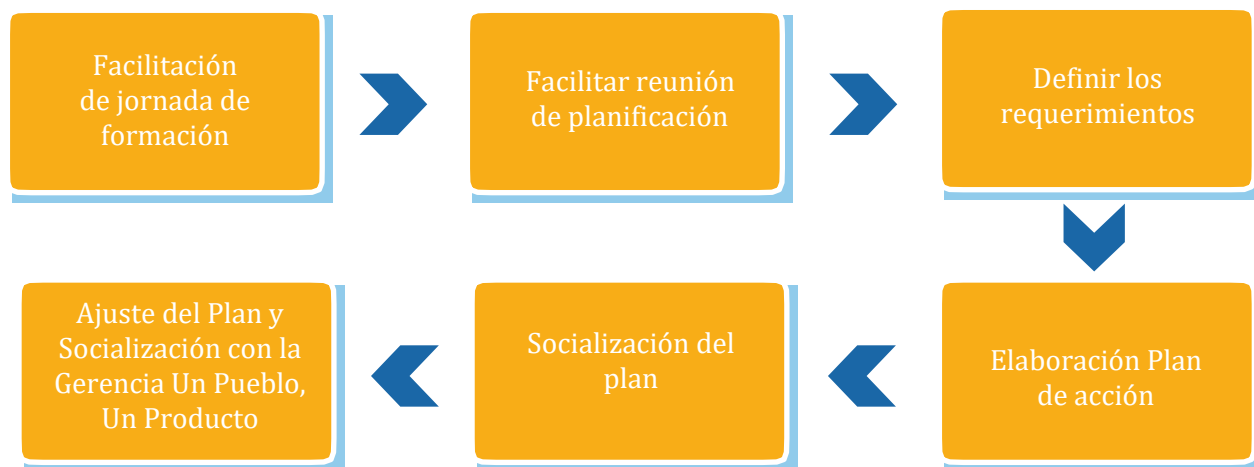 Facilitación
de jornada de
formación
Facilitar reunión
de planificación
Definir los
requerimientos
Elaboración Plan
de acción
Socialización del
plan
Ajuste del Plan y
Socialización con la
Gerencia Un Pueblo,
Un Producto